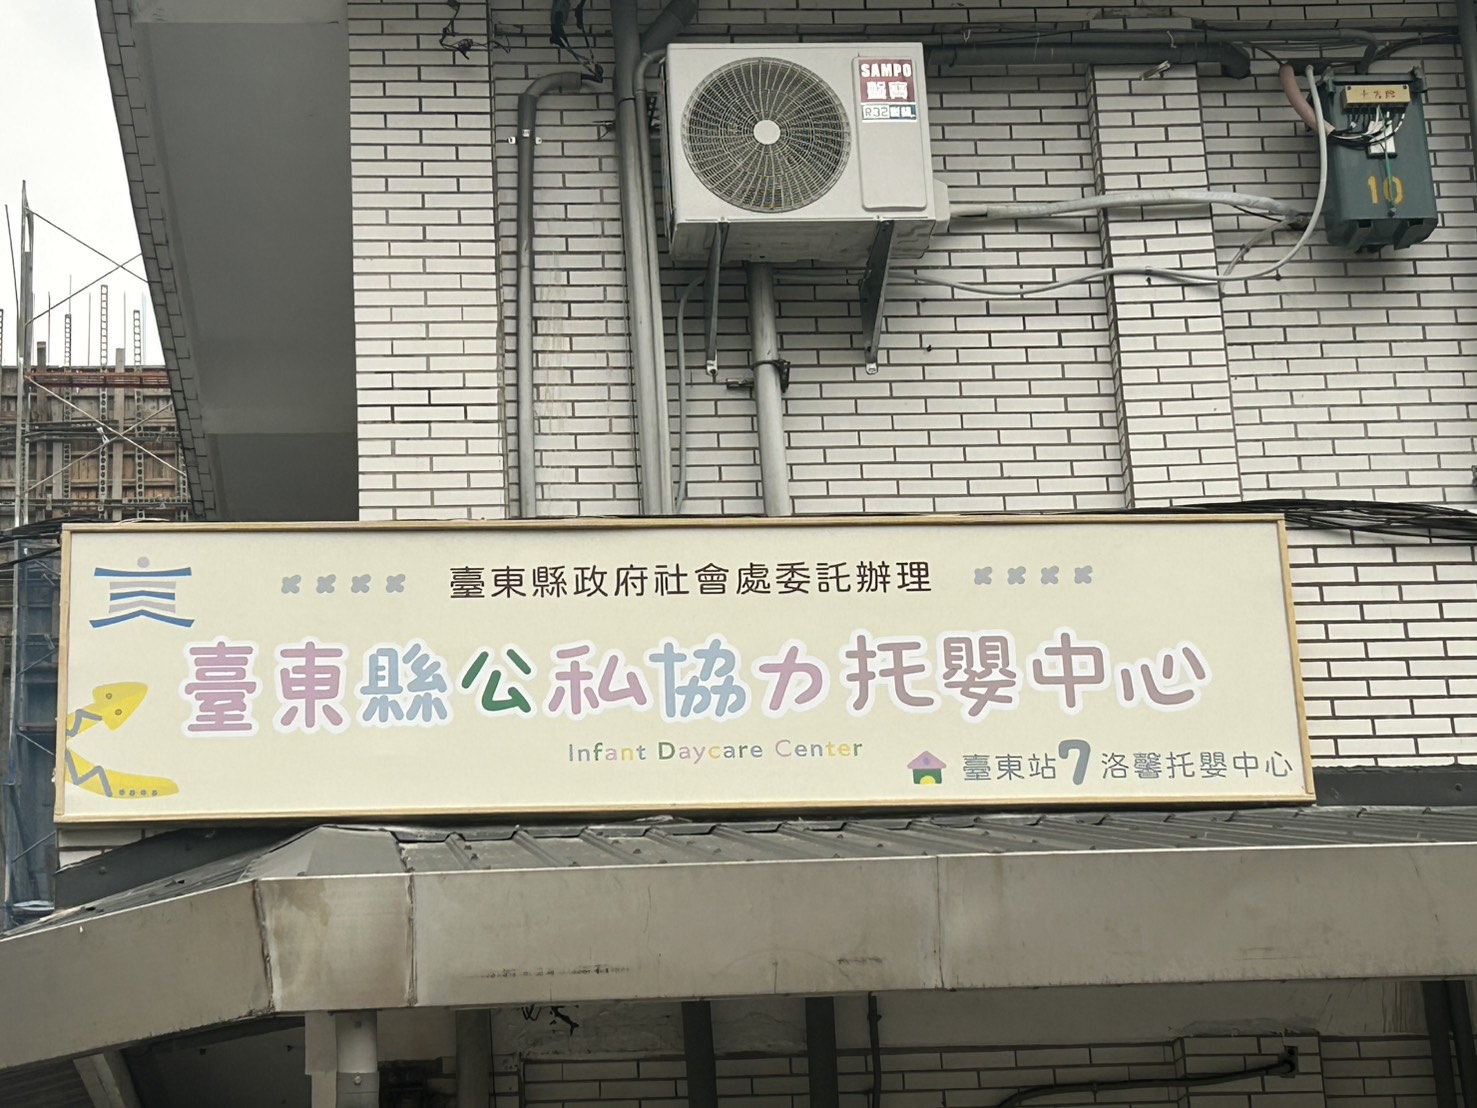 SAMPO
聲寶
R32
10
臺東縣政府社會處委託辦理
臺東縣公私協力托嬰中心
Infant Daycare Center
臺東站7洛馨托嬰中心